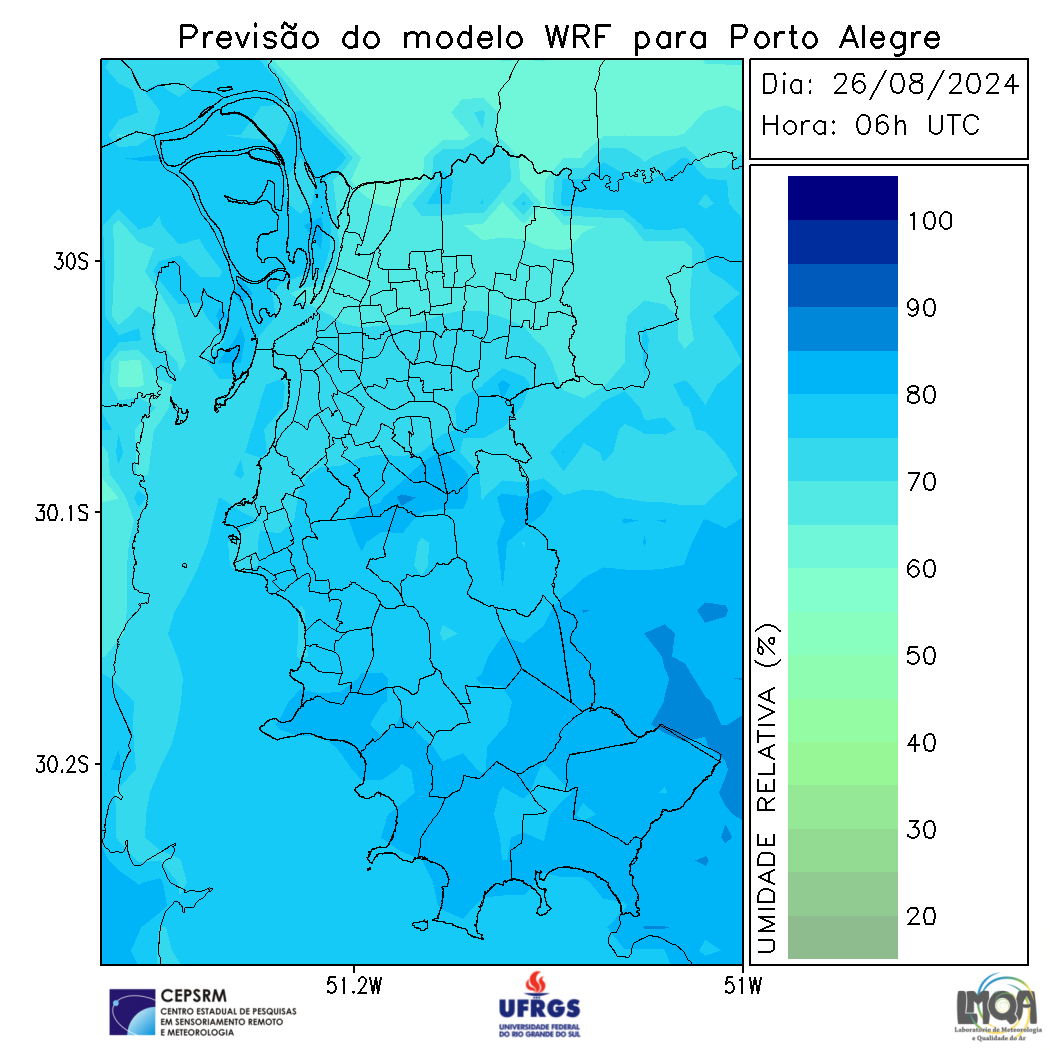 Previsão do modelo WRF para Porto Alegre
Dia: 26/08/2024
Hora: 06h UTC
30S
30.1S
30.2S
51.2W
51W
100
90
80
70
60
50
40
30
20
UMIDADE RELATIVA (%)
CEPSRM
CENTRO ESTADUAL DE PESQUISAS
EM SENSORIAMENTO REMOTO
E METEOROLOGIA
UFRGS
UNIVERSIDADE FEDERAL
DO RIO GRANDE DO SUL
LMQA
Laboratório de Meteorologia
e Qualidade do Ar